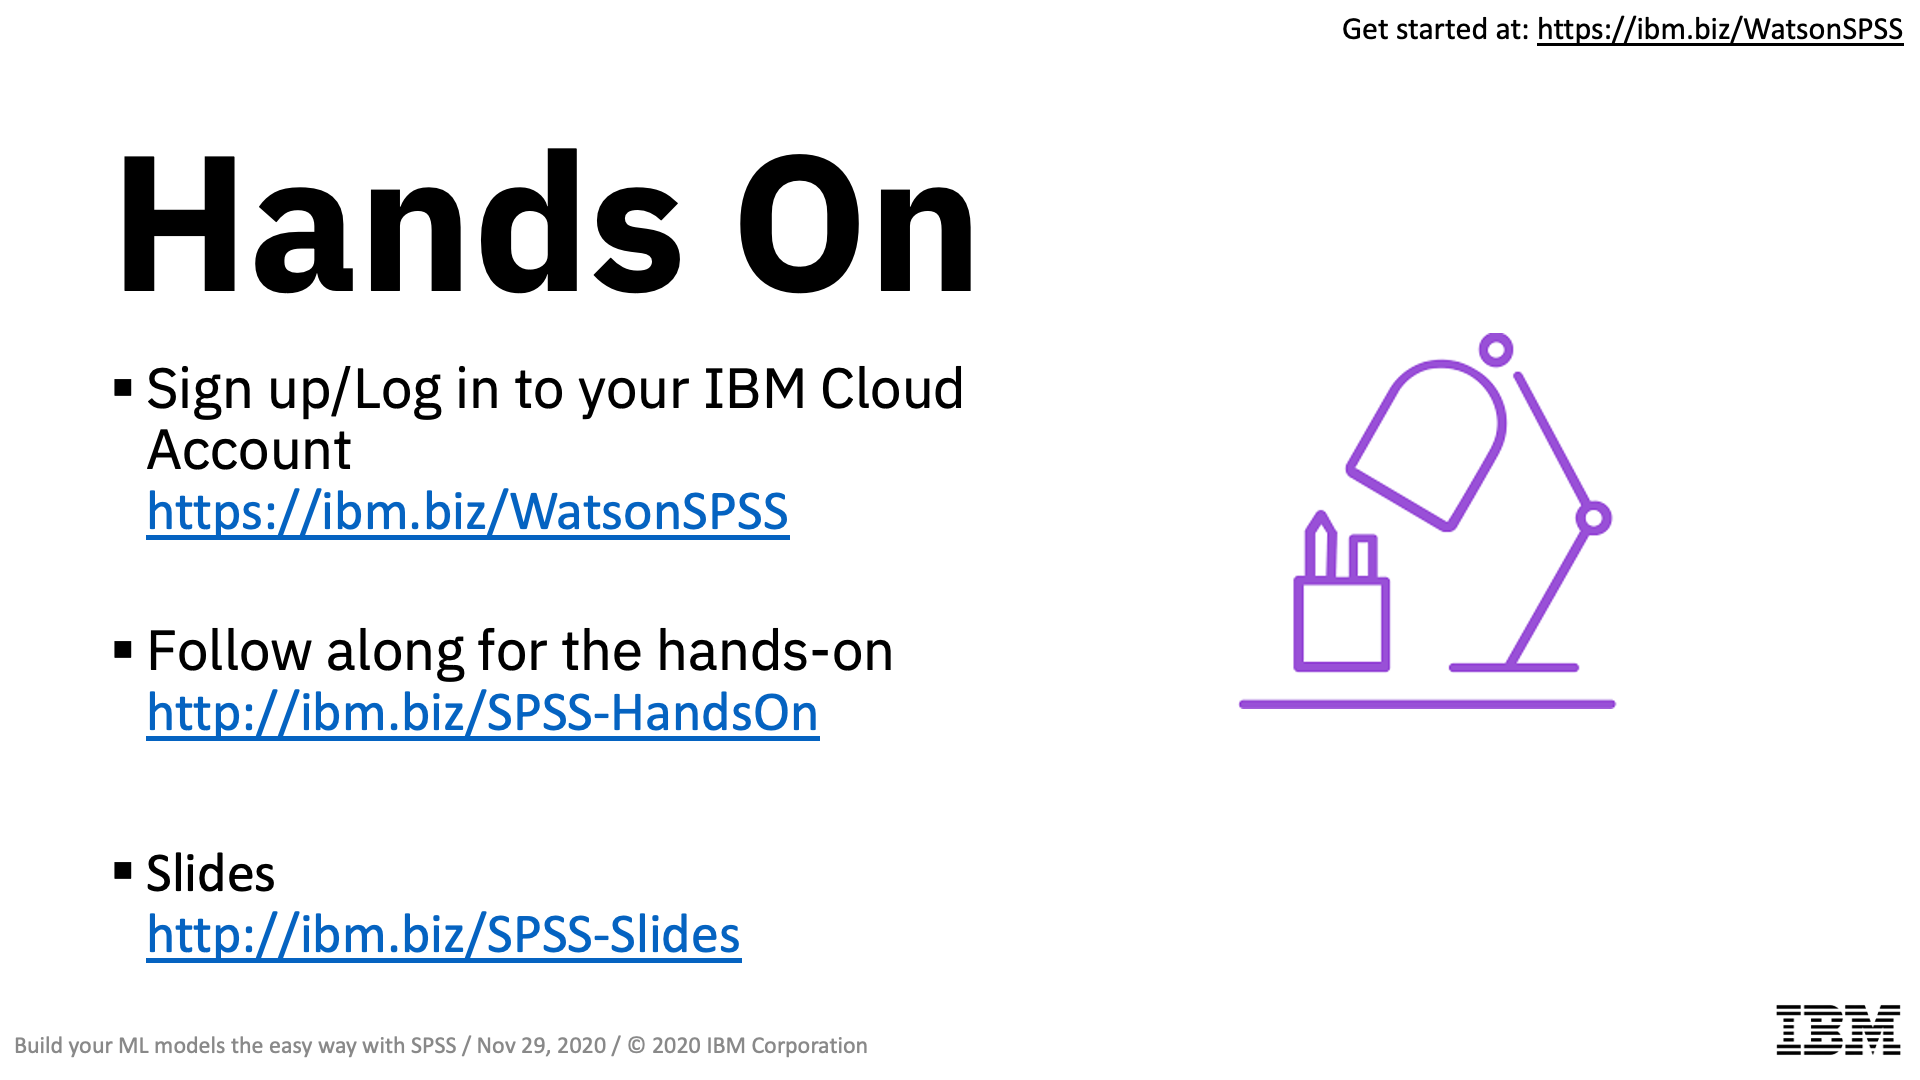 Get started at: https://ibm.biz/WatsonSPSS
Hands On
▪ Sign up/Log in to your IBM Cloud
Account
https://ibm.biz/WatsonSPSS
▪ Follow along for the hands-on
http://ibm.biz/SPSS-HandsOn
▪ Slides
http://ibm.biz/SPSS-Slides
Build your ML models the easy way with SPSS / Nov 29, 2020 / © 2020 IBM Corporation
IBM